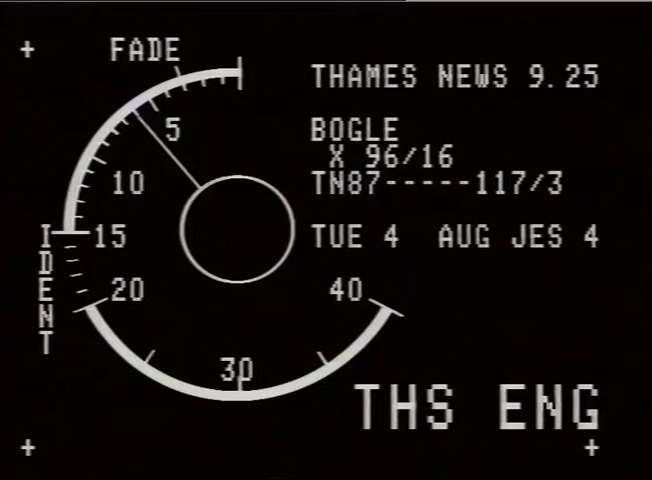 FADE
THAMES NEWS 9.25
5
BOGLE
X 96/16
10
TN87-----117/3
IDENT
15
TUE 4 AUG JES 4
20
40
30
THS ENG